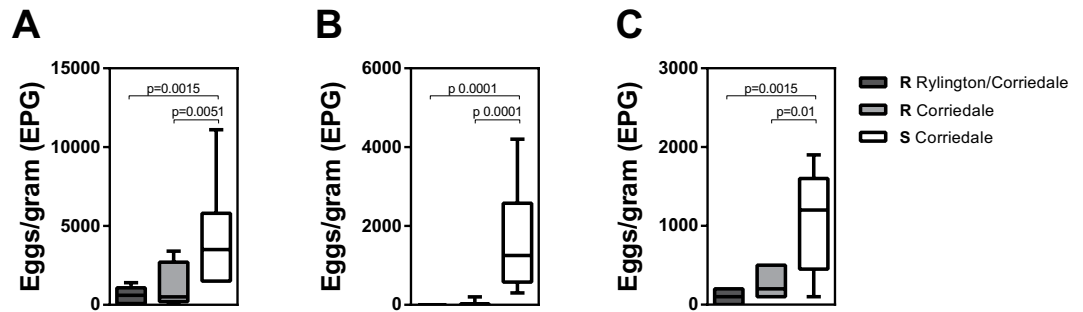 A
Eggs/gram (EPG)
15000
10000
5000
0
p=0.0015
p=0.0051
B
Eggs/gram (EPG)
6000
4000
2000
0
p 0.0001
p 0.0001
C
Eggs/gram (EPG)
3000
2000
1000
0
p=0.0015
p=0.01
R Rylington/Corriedale
R Corriedale
S Corriedale